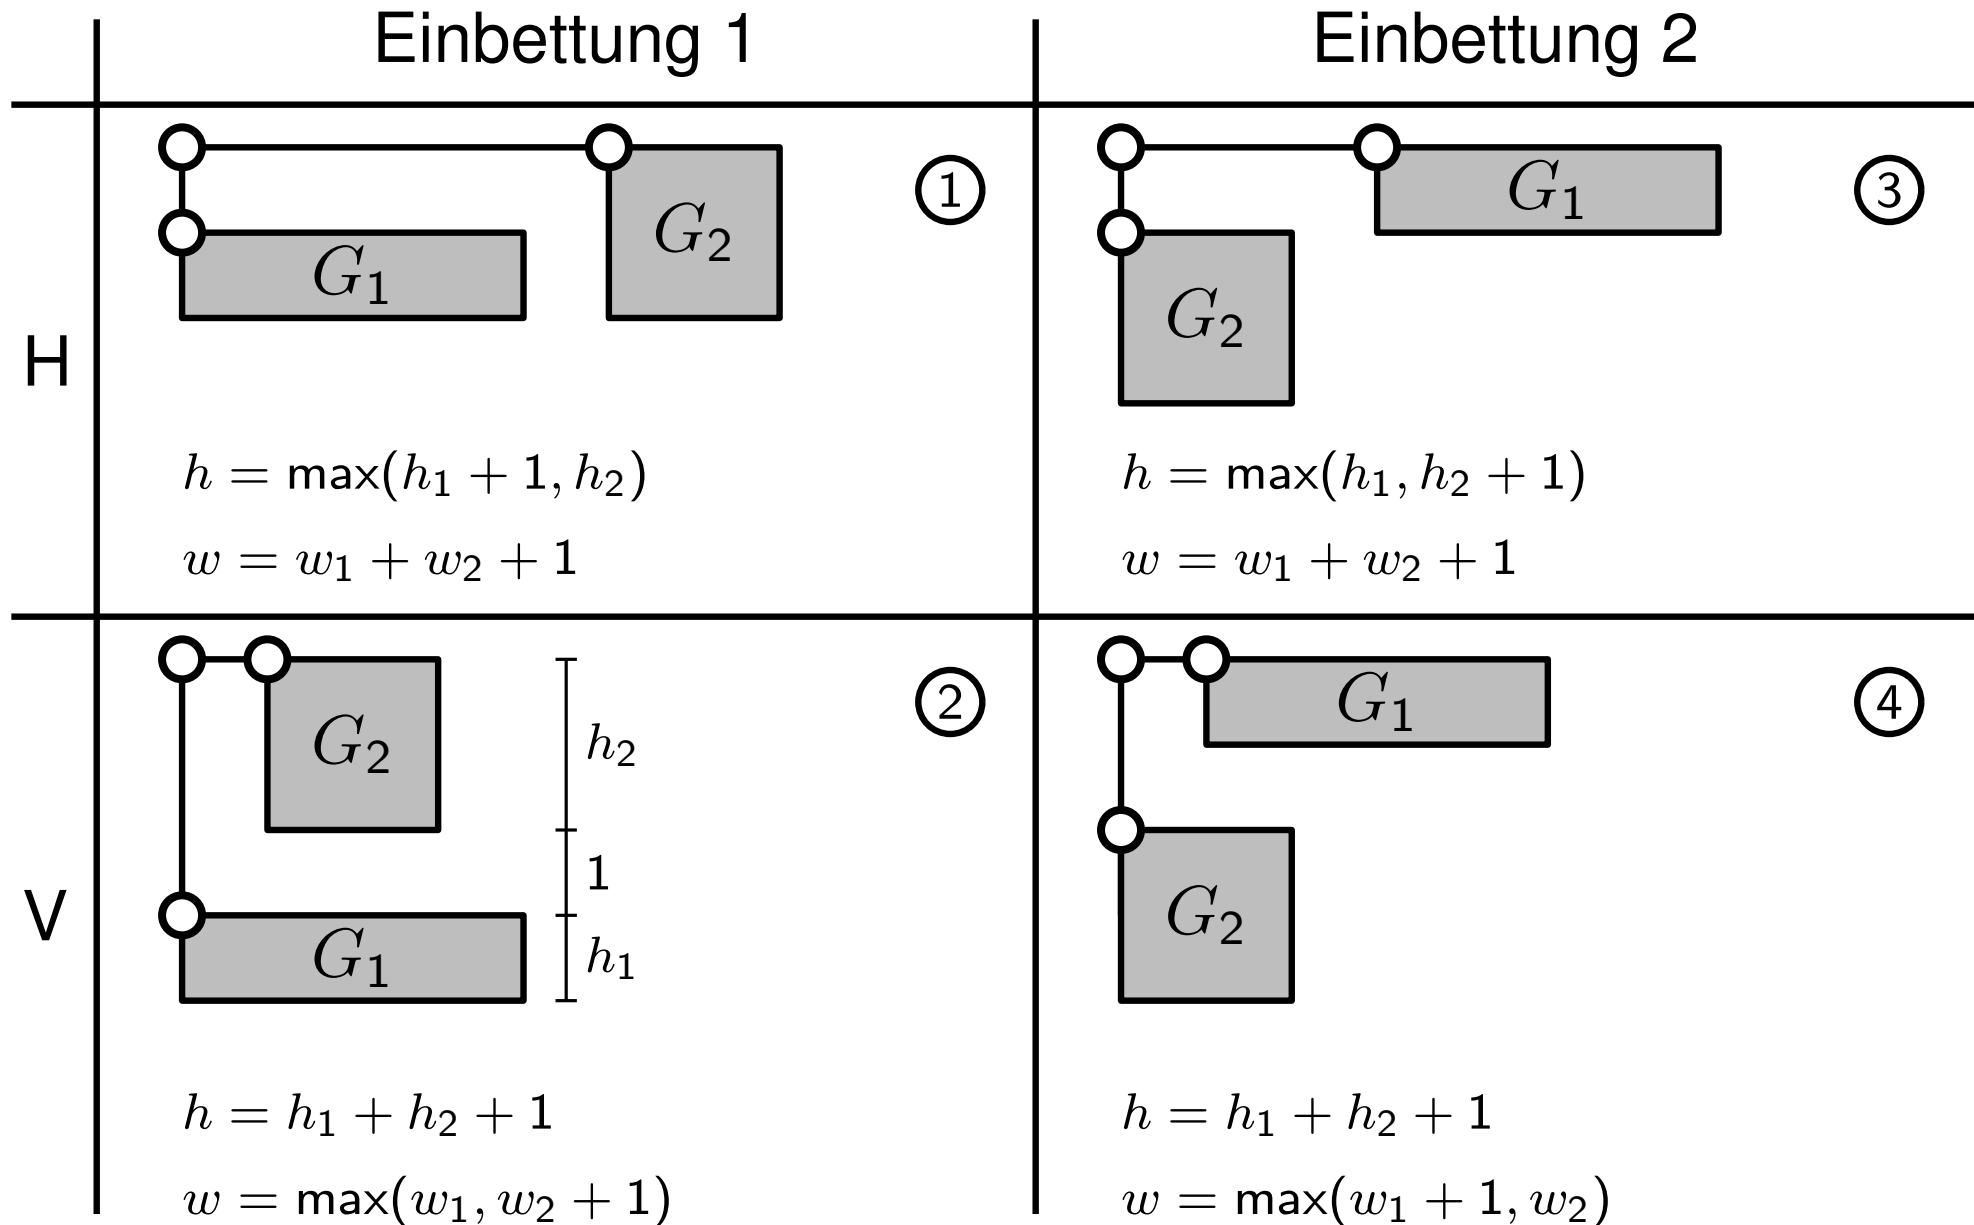 Einbettung 1
Einbettung 2
H
G₂
①
G₁
h = max(h₁ + 1, h₂)
w = w₁ + w₂ + 1
G₁
③
G₂
h = max(h₁, h₂ + 1)
w = w₁ + w₂ + 1
V
G₂
②
h₂
1
G₁
h₁
h = h₁ + h₂ + 1
w = max(w₁, w₂ + 1)
G₁
④
G₂
h = h₁ + h₂ + 1
w = max(w₁ + 1, w₂)